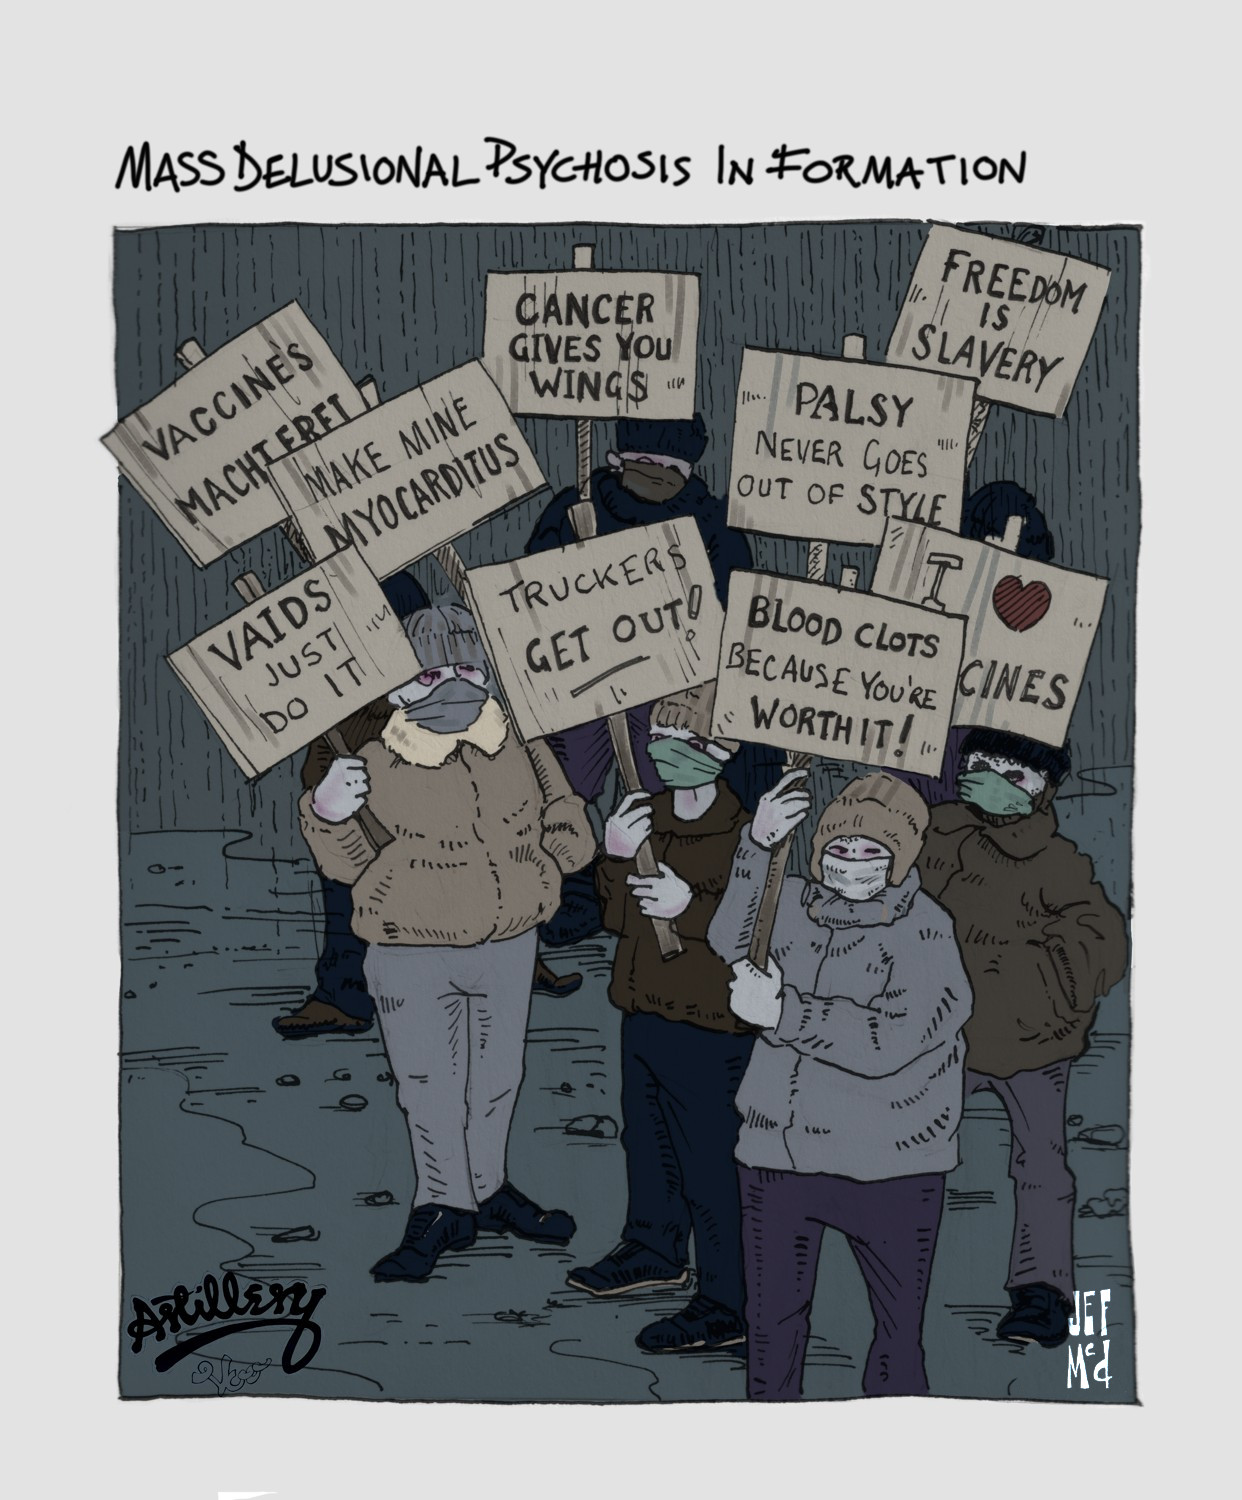 MASS DELUSIONAL PSYCHOSIS IN FORMATION
FREEDOM
IS
SLAVERY
CANCER
GIVES YOU
WINGS
VACCINES
MACHT FREI
MAKE MINE
MYOCARDITUS
PALSY
NEVER GOES
OUT OF STYLE
VAIDS
JUST
DO IT
TRUCKERS
GET OUT!
BLOOD CLOTS
BECAUSE YOU'RE
WORTH IT!
I ♥
CINES
Artillery
JEF
McD